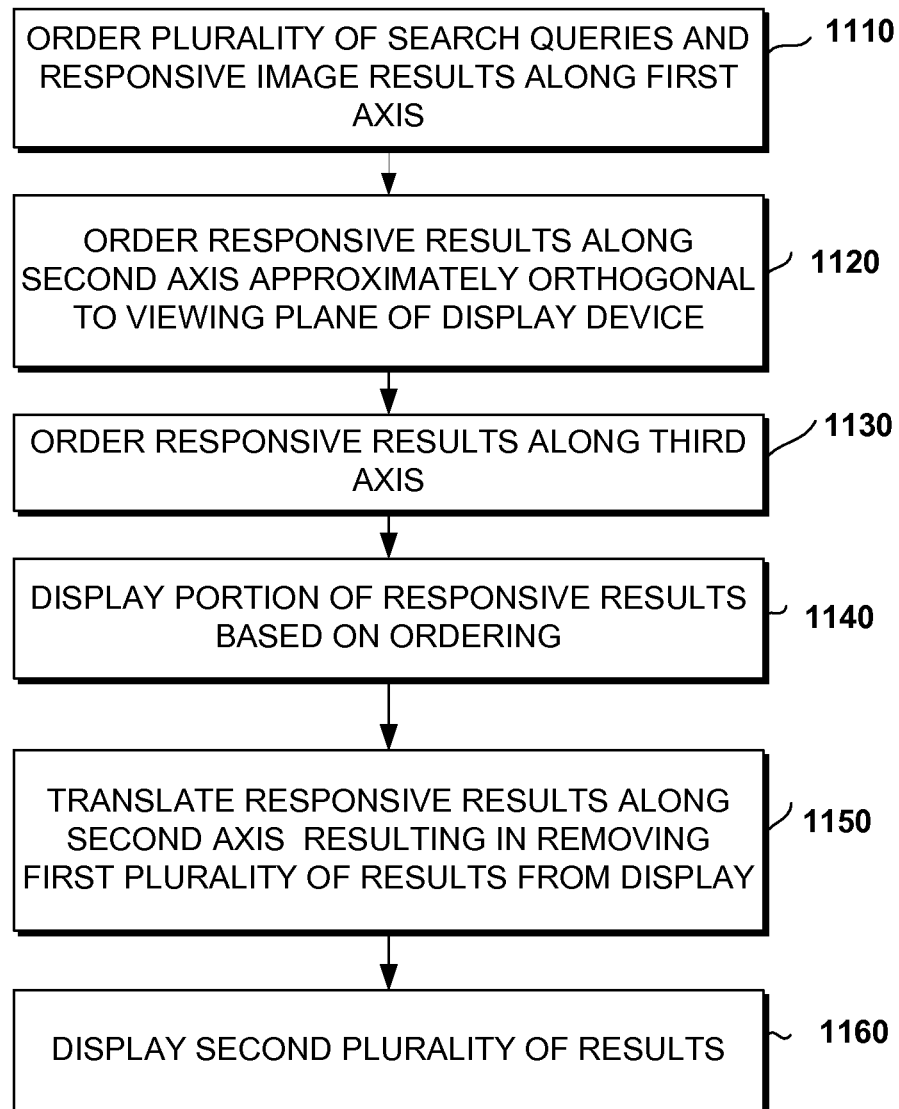 ORDER PLURALITY OF SEARCH QUERIES AND
RESPONSIVE IMAGE RESULTS ALONG FIRST
AXIS
1110
ORDER RESPONSIVE RESULTS ALONG
SECOND AXIS APPROXIMATELY ORTHOGONAL
TO VIEWING PLANE OF DISPLAY DEVICE
1120
ORDER RESPONSIVE RESULTS ALONG THIRD
AXIS
1130
DISPLAY PORTION OF RESPONSIVE RESULTS
BASED ON ORDERING
1140
TRANSLATE RESPONSIVE RESULTS ALONG
SECOND AXIS RESULTING IN REMOVING
FIRST PLURALITY OF RESULTS FROM DISPLAY
1150
DISPLAY SECOND PLURALITY OF RESULTS
1160